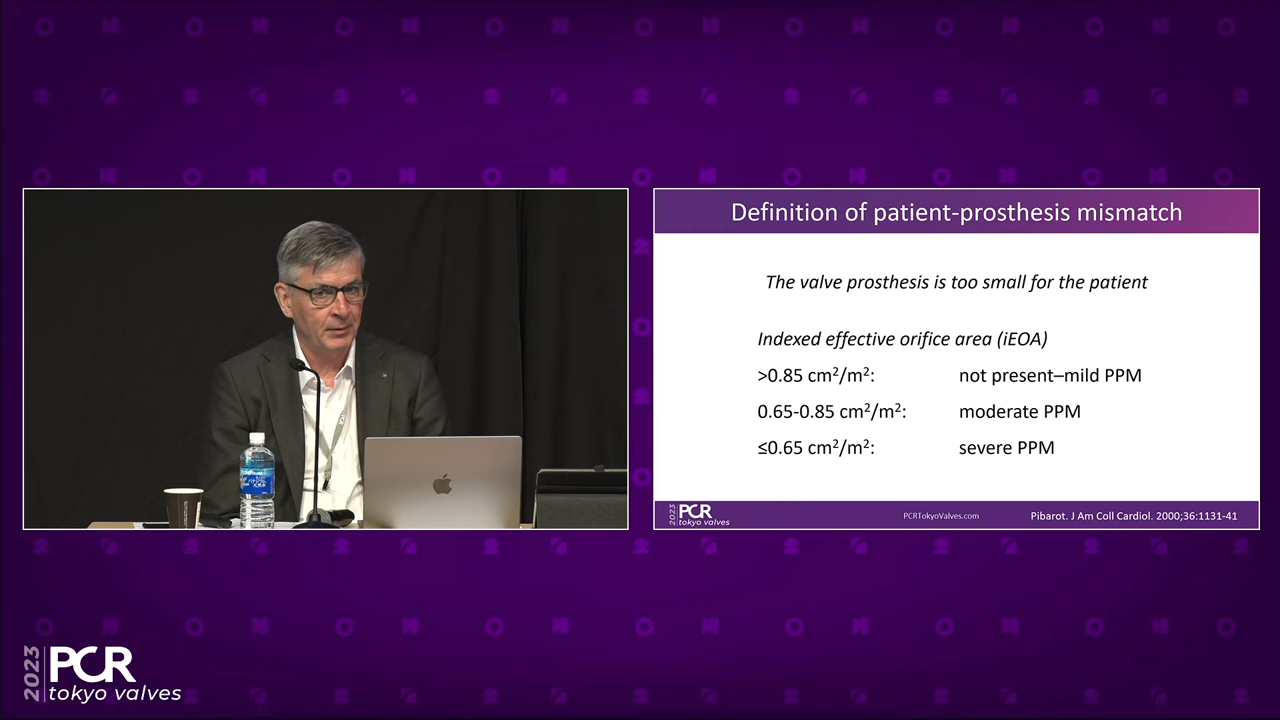 Definition of patient-prosthesis mismatch
The valve prosthesis is too small for the patient
Indexed effective orifice area (iEOA)
>0.85 cm²/m²: not present–mild PPM
0.65-0.85 cm²/m²: moderate PPM
≤0.65 cm²/m²: severe PPM
2023 PCR
tokyo valves
PCRTokyoValves.com
Pibarot. J Am Coll Cardiol. 2000;36:1131-41
2023 PCR
tokyo valves